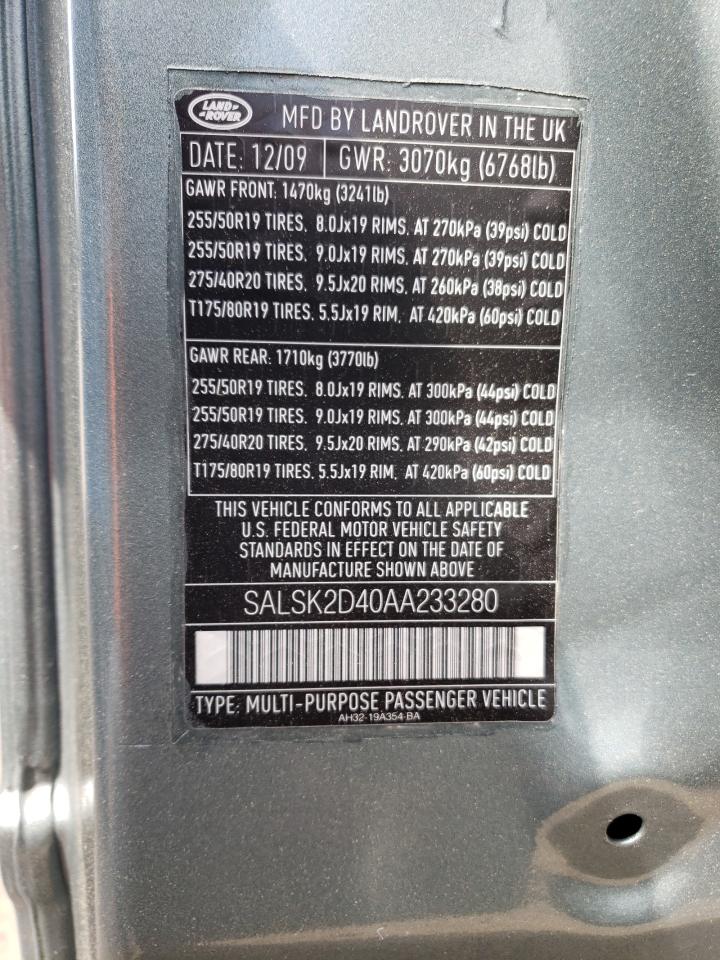 LAND ROVER
MFD BY LANDROVER IN THE UK
DATE: 12/09 GWR: 3070kg (6768lb)
GAWR FRONT: 1470kg (3241lb)
255/50R19 TIRES, 8.0Jx19 RIMS, AT 270kPa (39psi) COLD
255/50R19 TIRES, 9.0Jx19 RIMS, AT 270kPa (39psi) COLD
275/40R20 TIRES, 9.5Jx20 RIMS, AT 260kPa (38psi) COLD
T175/80R19 TIRES, 5.5Jx19 RIM, AT 420kPa (60psi) COLD
GAWR REAR: 1710kg (3770lb)
255/50R19 TIRES, 8.0Jx19 RIMS, AT 300kPa (44psi) COLD
255/50R19 TIRES, 9.0Jx19 RIMS, AT 300kPa (44psi) COLD
275/40R20 TIRES, 9.5Jx20 RIMS, AT 290kPa (42psi) COLD
T175/80R19 TIRES, 5.5Jx19 RIM, AT 420kPa (60psi) COLD
THIS VEHICLE CONFORMS TO ALL APPLICABLE
U.S. FEDERAL MOTOR VEHICLE SAFETY
STANDARDS IN EFFECT ON THE DATE OF
MANUFACTURE SHOWN ABOVE
SALSK2D40AA233280
TYPE: MULTI-PURPOSE PASSENGER VEHICLE
AH32-19A354-BA